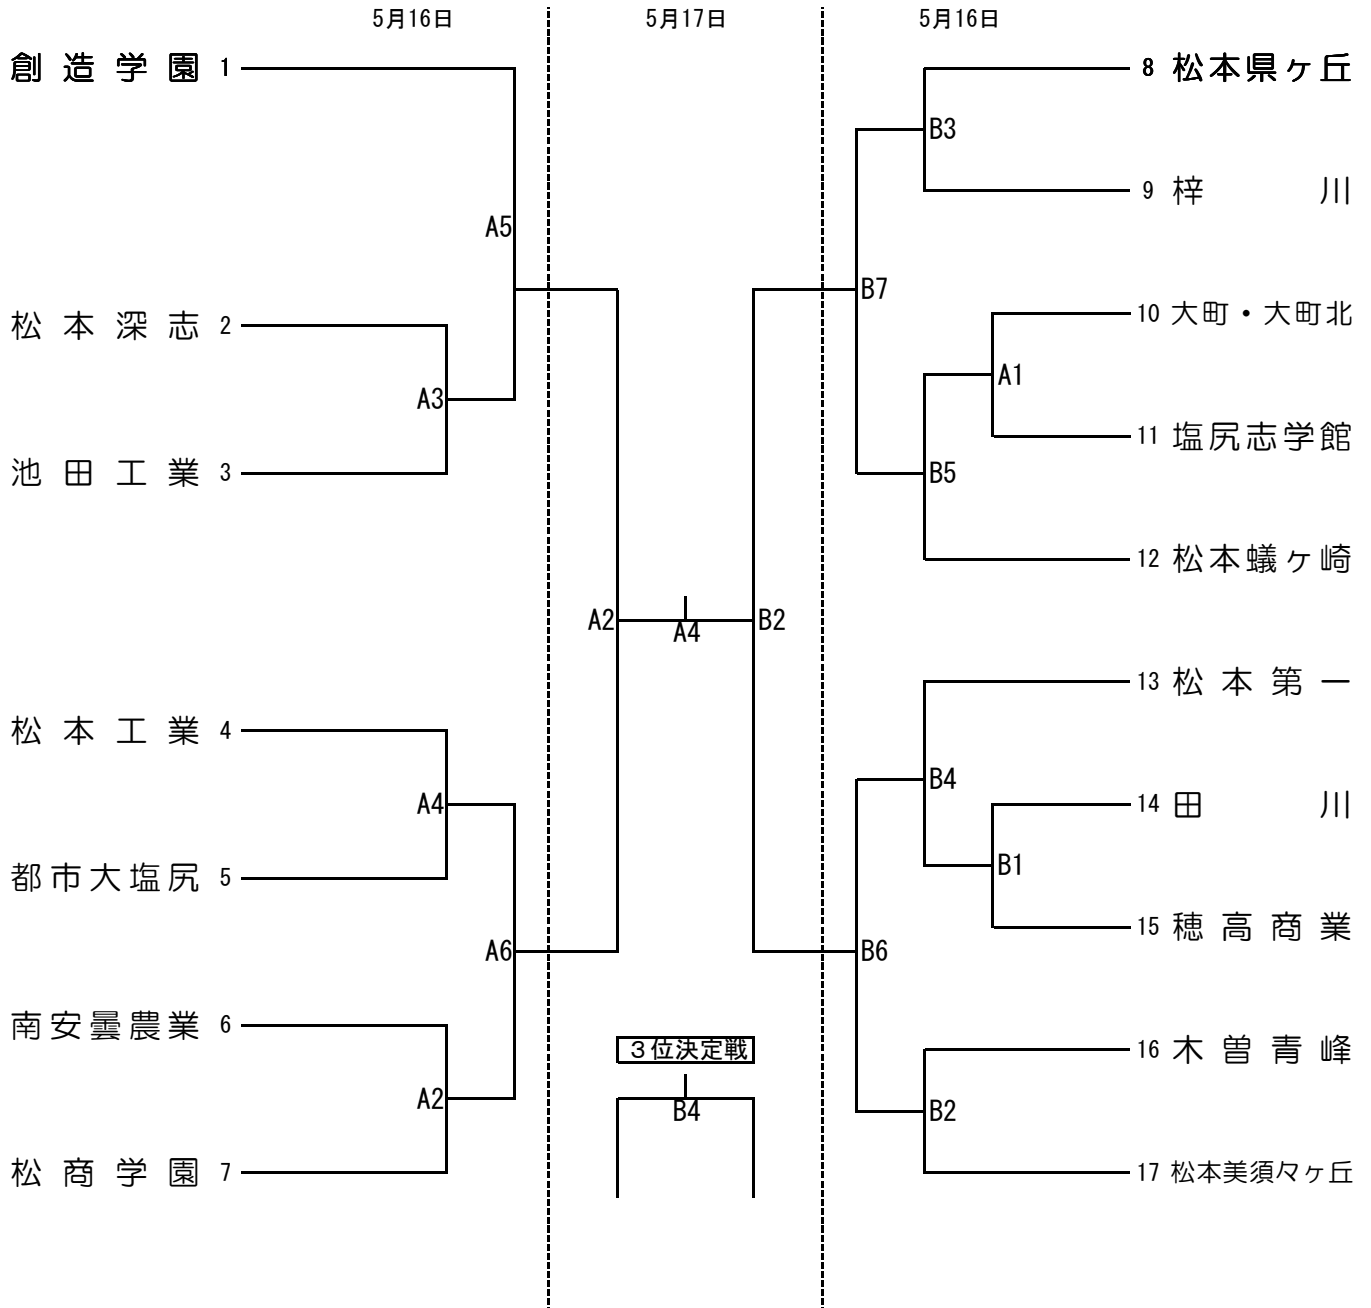 5月16日 5月17日 5月16日
創造学園 1
8 松本県ヶ丘
B3
9 梓川
A5
B7
10 大町・大町北
松本深志 2
A1
A3
11 塩尻志学館
池田工業 3
B5
12 松本蟻ヶ崎
A2 A4 B2
13 松本第一
松本工業 4
B4
A4
14 田川
B1
都市大塩尻 5
15 穂高商業
A6
B6
南安曇農業 6
3位決定戦
16 木曽青峰
A2
B4
B2
松商学園 7
17 松本美須々ヶ丘